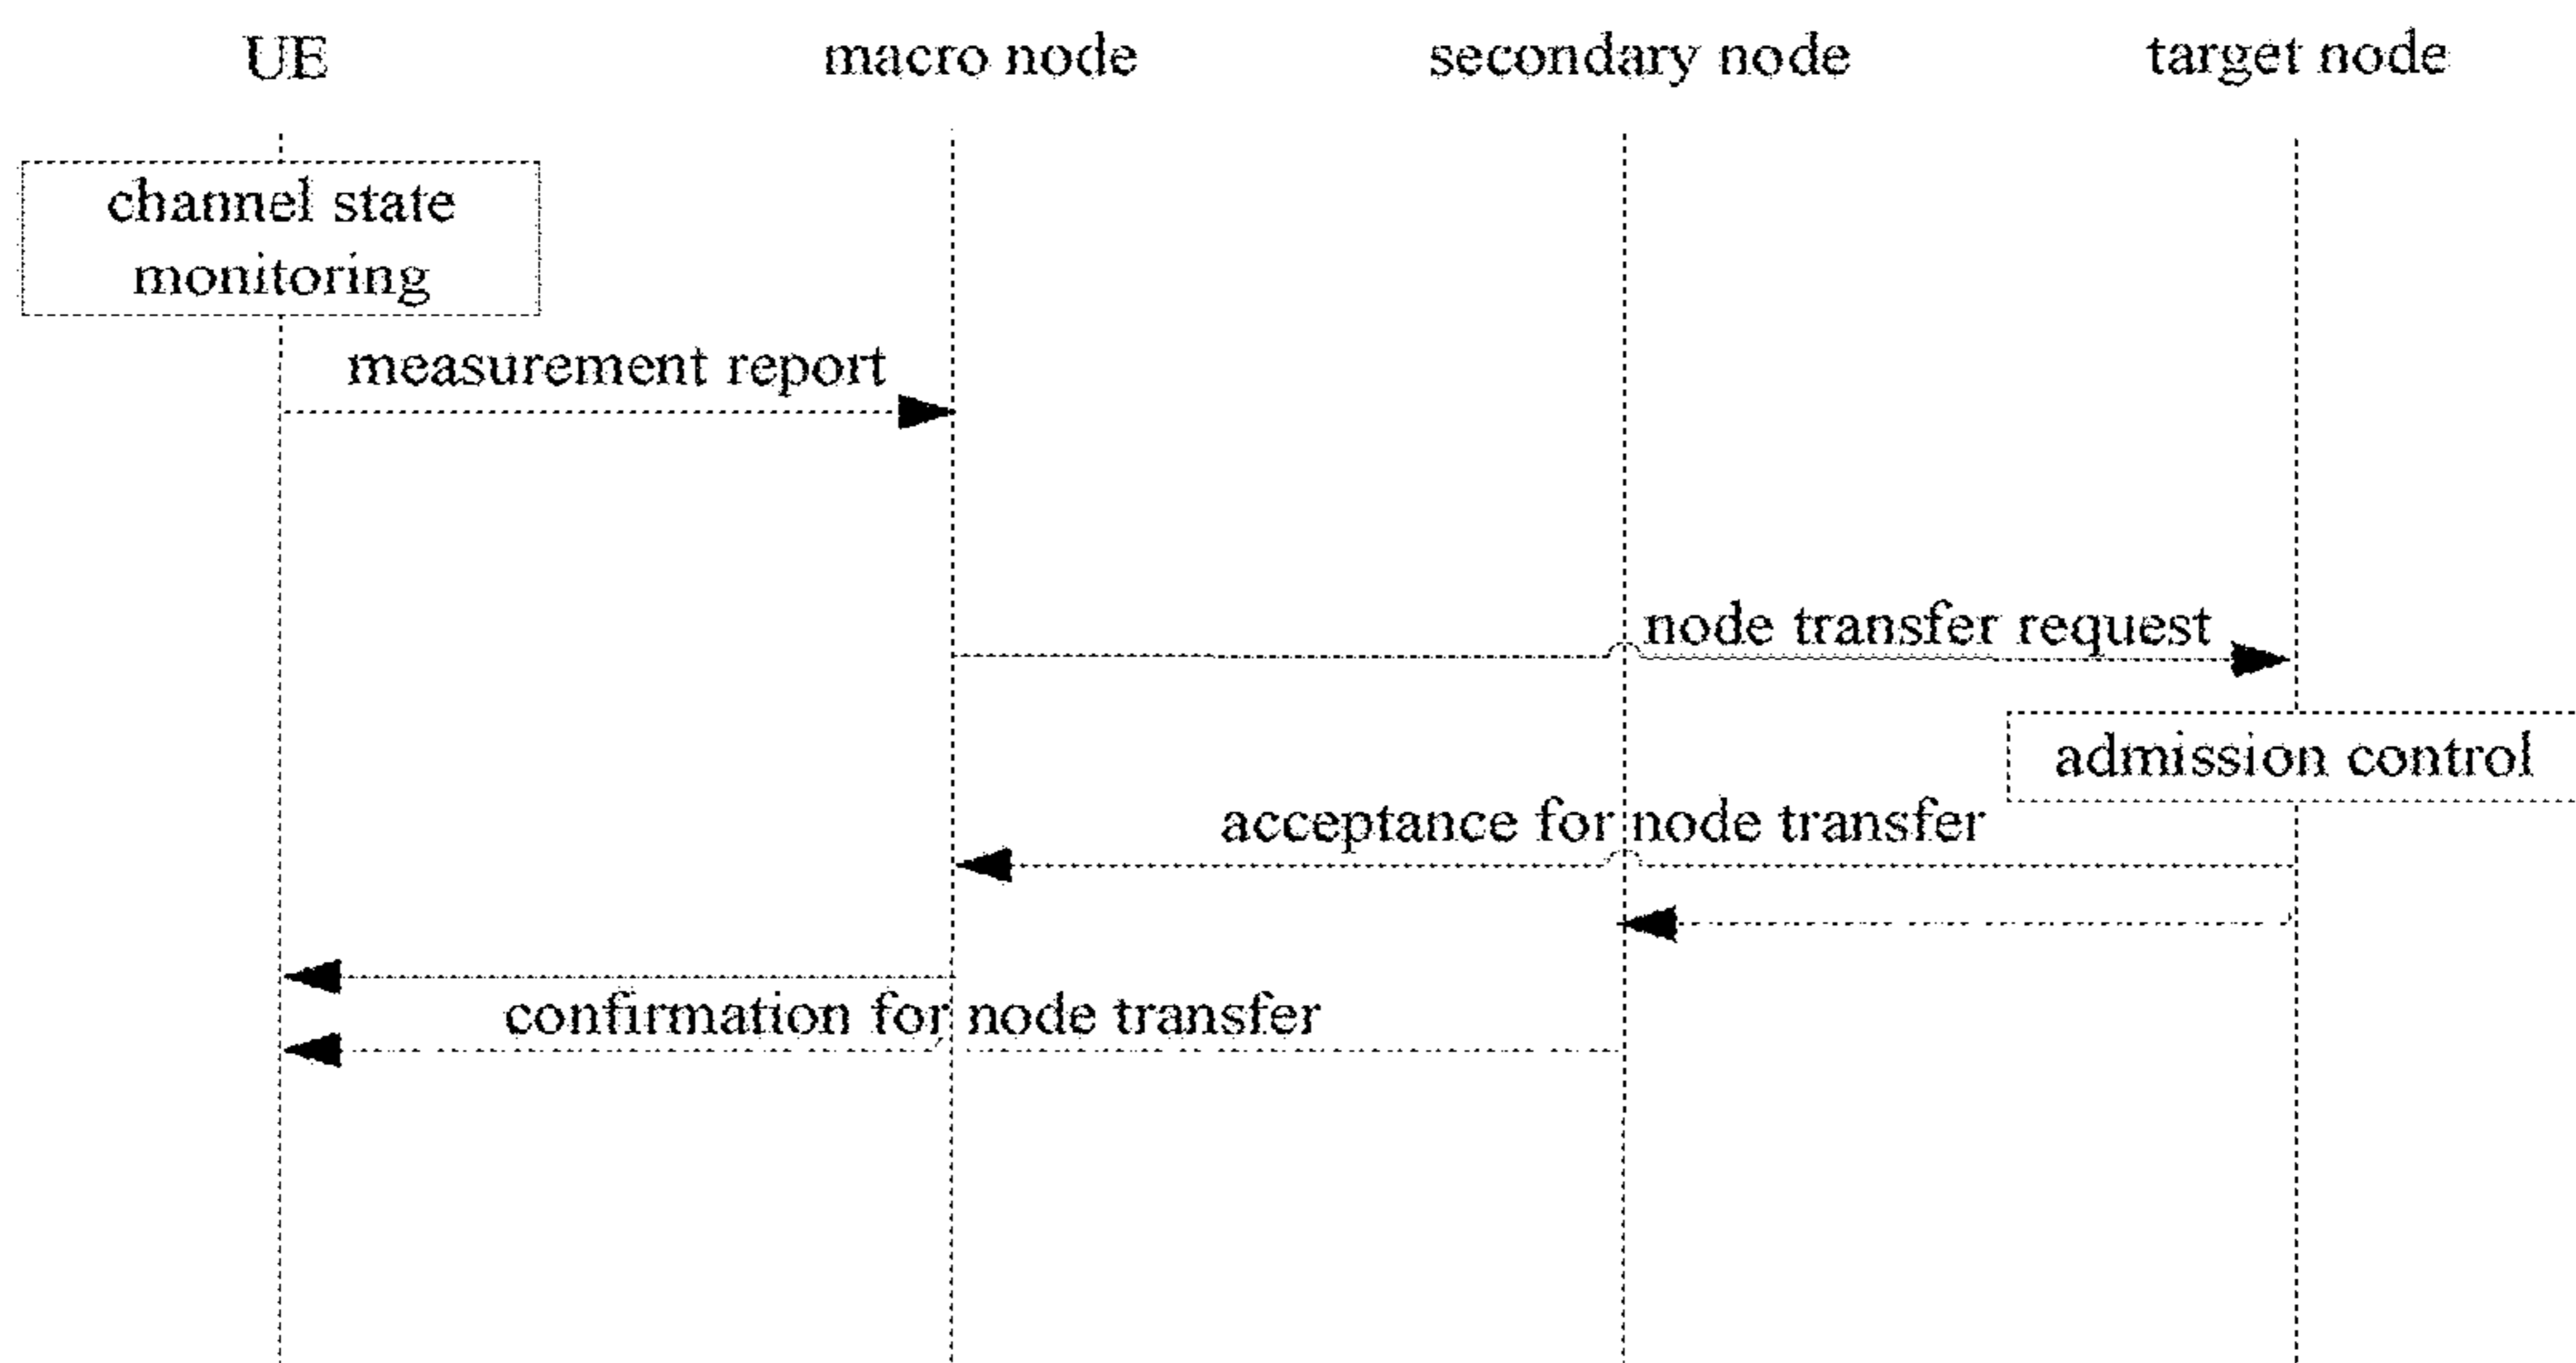 UE
macro node
secondary node
target node
channel state
monitoring
measurement report
node transfer request
admission control
acceptance for node transfer
confirmation for node transfer